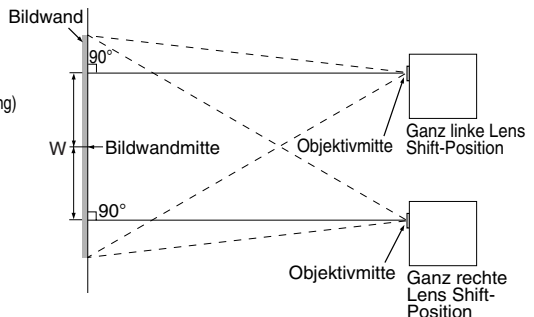 Bildwand
90°
ng)
W
Bildwandmitte
Objektivmitte
Ganz linke Lens
Shift-Position
90°
Objektivmitte
Ganz rechte
Lens Shift-
Position